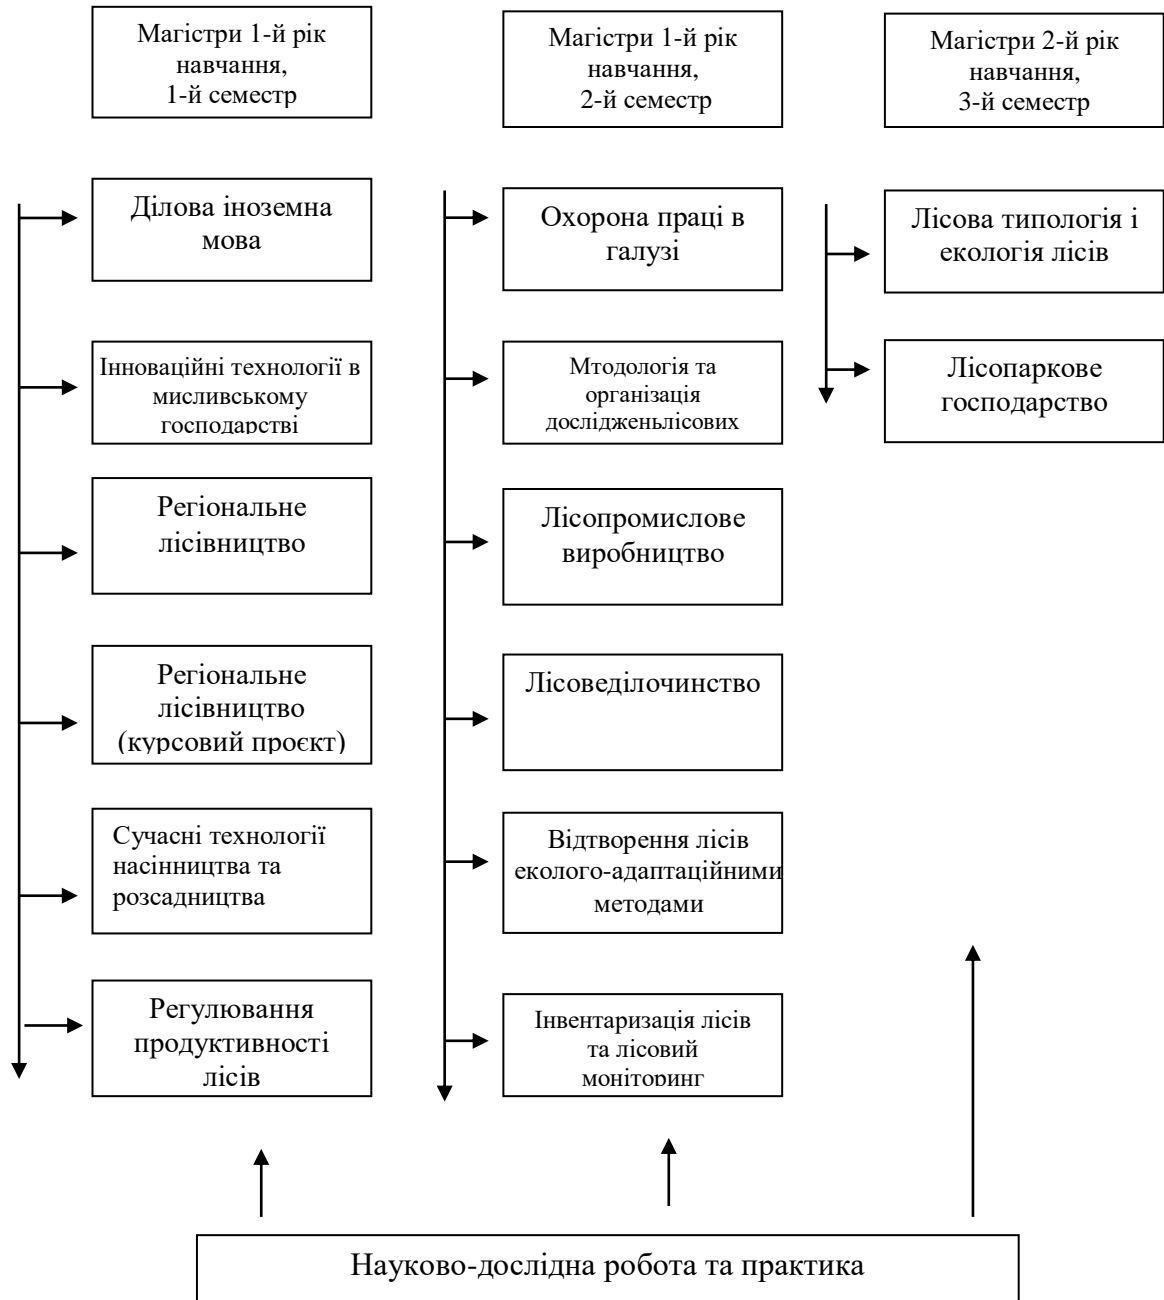 Магістри 1-й рік
навчання,
1-й семестр
Магістри 1-й рік
навчання,
2-й семестр
Магістри 2-й рік
навчання,
3-й семестр
Ділова іноземна
мова
Інноваційні технології в
мисливському
господарстві
Регіональне
лісівництво
Регіональне
лісівництво
(курсовий проєкт)
Сучасні технології
насінництва та
розсадництва
Регулювання
продуктивності
лісів
Охорона праці в
галузі
Мтодологія та
організація
дослідженьлісових
Лісопромислове
виробництво
Лісоведілочинство
Відтворення лісів
еколого-адаптаційними
методами
Інвентаризація лісів
та лісовий
моніторинг
Лісова типологія і
екологія лісів
Лісопаркове
господарство
Науково-дослідна робота та практика